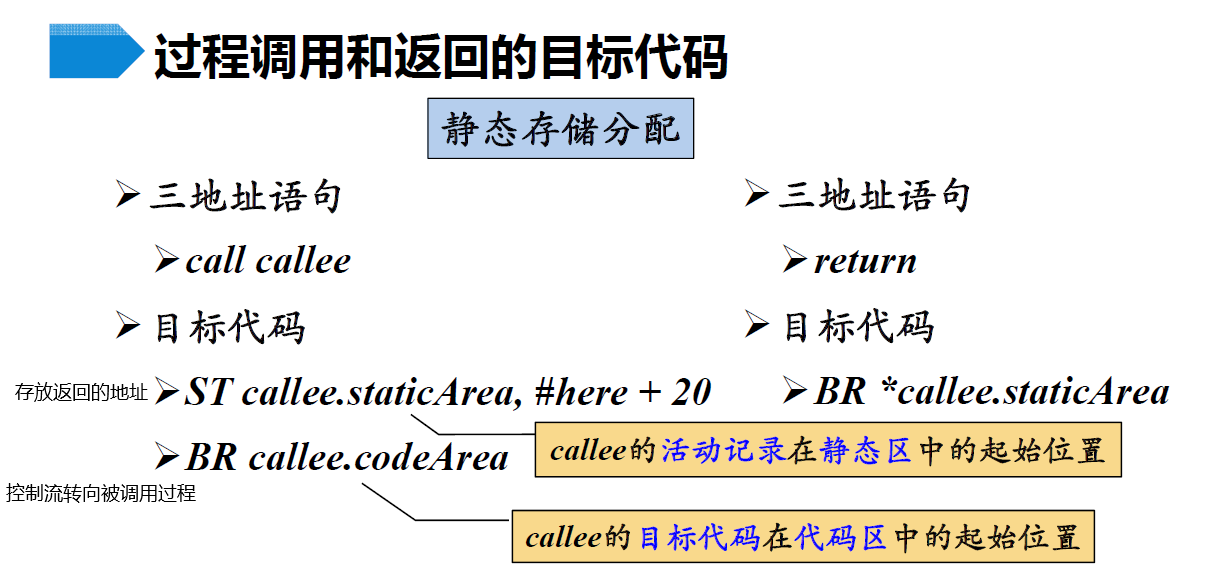 过程调用和返回的目标代码
静态存储分配
➢三地址语句
➢call callee
➢目标代码
存放返回的地址
➢ST callee.staticArea, #here + 20
callee的活动记录在静态区中的起始位置
➢BR callee.codeArea
控制流转向被调用过程
callee的目标代码在代码区中的起始位置
➢三地址语句
➢return
➢目标代码
➢BR *callee.staticArea